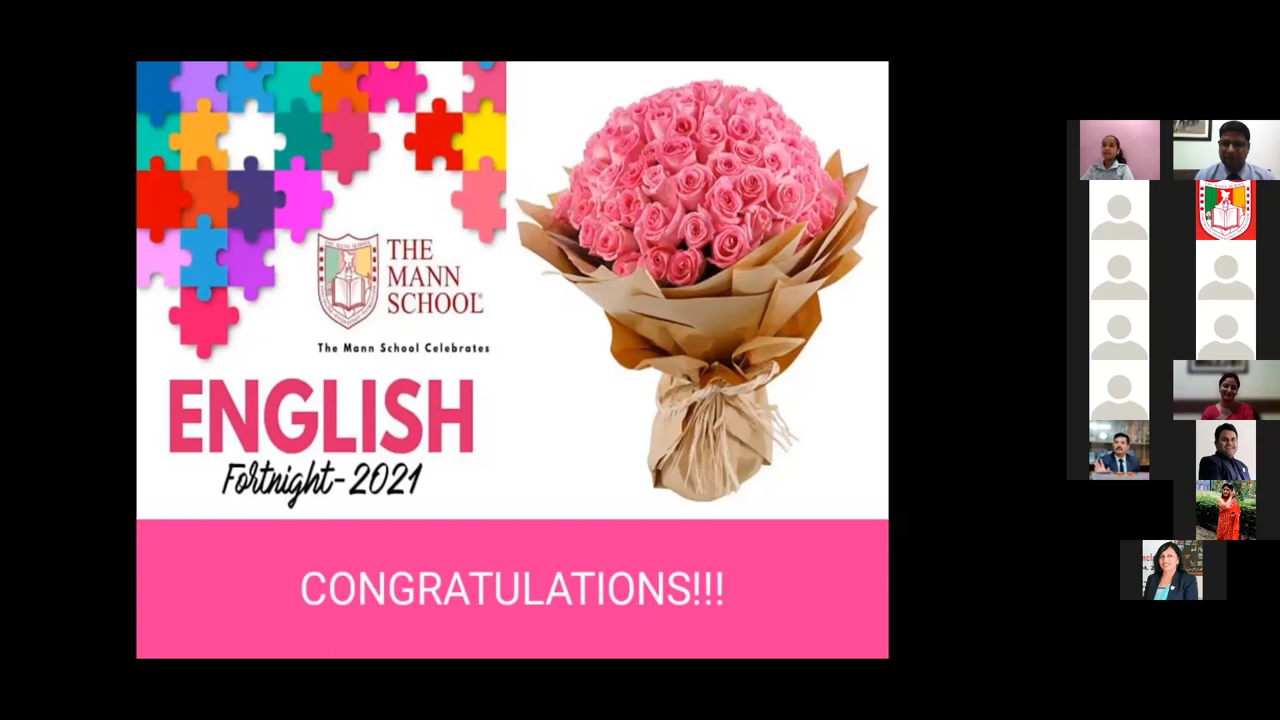 THE
MANN
SCHOOL
The Mann School Celebrates
ENGLISH
Fortnight-2021
CONGRATULATIONS!!!